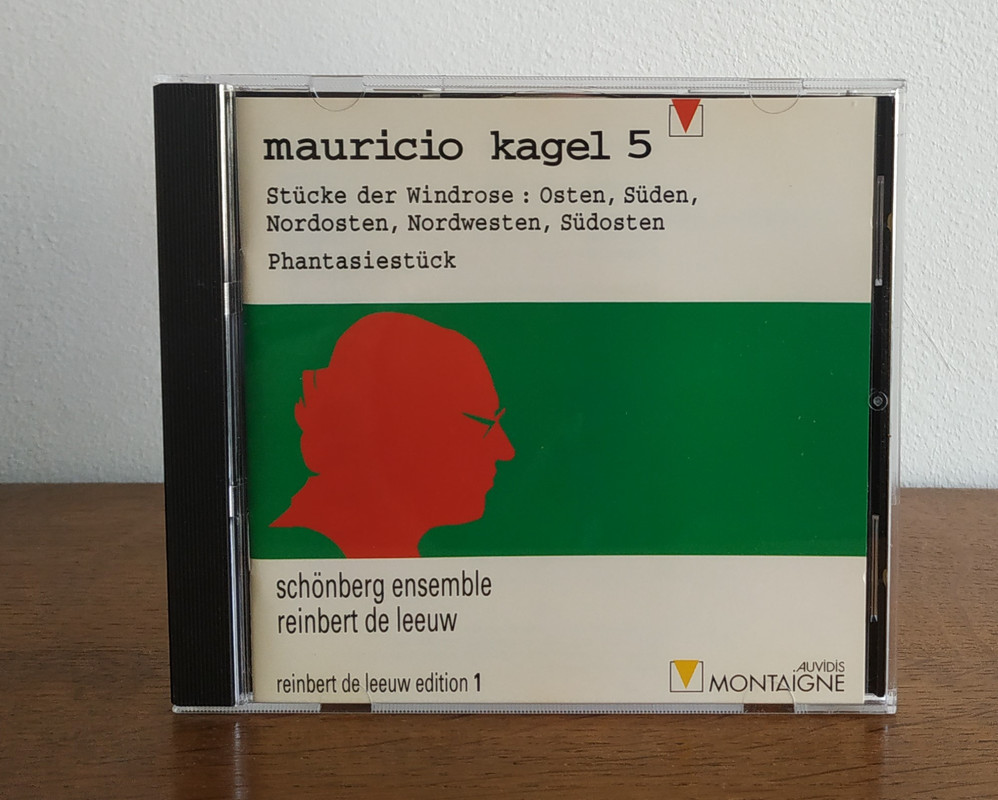 mauricio kagel 5
Stücke der Windrose : Osten, Süden,
Nordosten, Nordwesten, Südosten
Phantasiestück
schönberg ensemble
reinbert de leeuw
reinbert de leeuw edition 1
AUVIDIS
MONTAIGNE